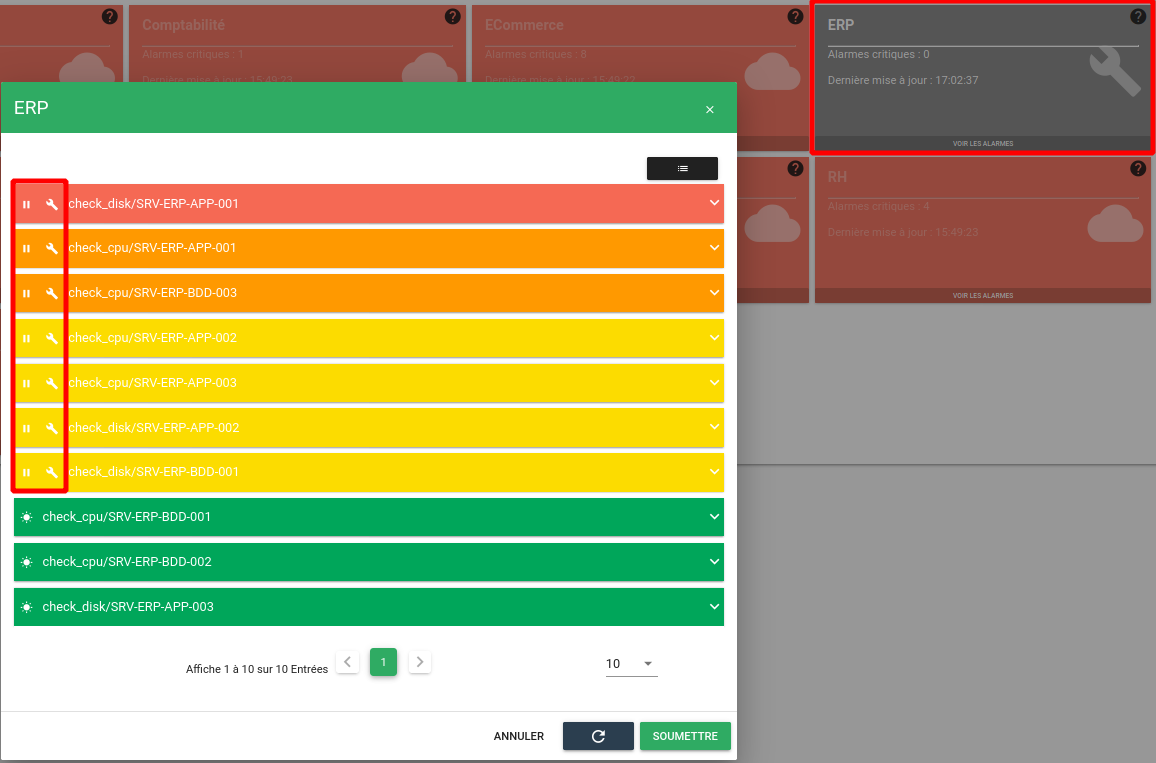 Comptabilité
ECommerce
ERP
Alarmes critiques : 1
Alarmes critiques : 8
Alarmes critiques : 0
Dernière mise à jour : 15:49:23
Dernière mise à jour : 15:49:22
Dernière mise à jour : 17:02:37
VOIR LES ALARMES
ERP
×
RH
Alarmes critiques : 4
Dernière mise à jour : 15:49:23
VOIR LES ALARMES
check_disk/SRV-ERP-APP-001
check_cpu/SRV-ERP-APP-001
check_cpu/SRV-ERP-BDD-003
check_cpu/SRV-ERP-APP-002
check_cpu/SRV-ERP-APP-003
check_disk/SRV-ERP-APP-002
check_disk/SRV-ERP-BDD-001
check_cpu/SRV-ERP-BDD-001
check_cpu/SRV-ERP-BDD-002
check_disk/SRV-ERP-APP-003
Affiche 1 à 10 sur 10 Entrées
1
10
ANNULER
SOUMETTRE